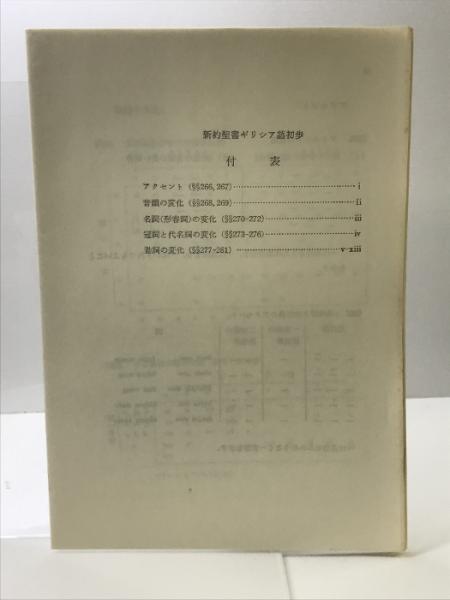 新約聖書ギリシア語初歩
付 表
アクセント (§§266, 267)…………………………i
音韻の変化 (§§268, 269)…………………………ii
名詞(形容詞)の変化 (§§270-272)…………………………iii
冠詞と代名詞の変化 (§§273-276)…………………………iv
動詞の変化 (§§277-281)…………………………v-xiii